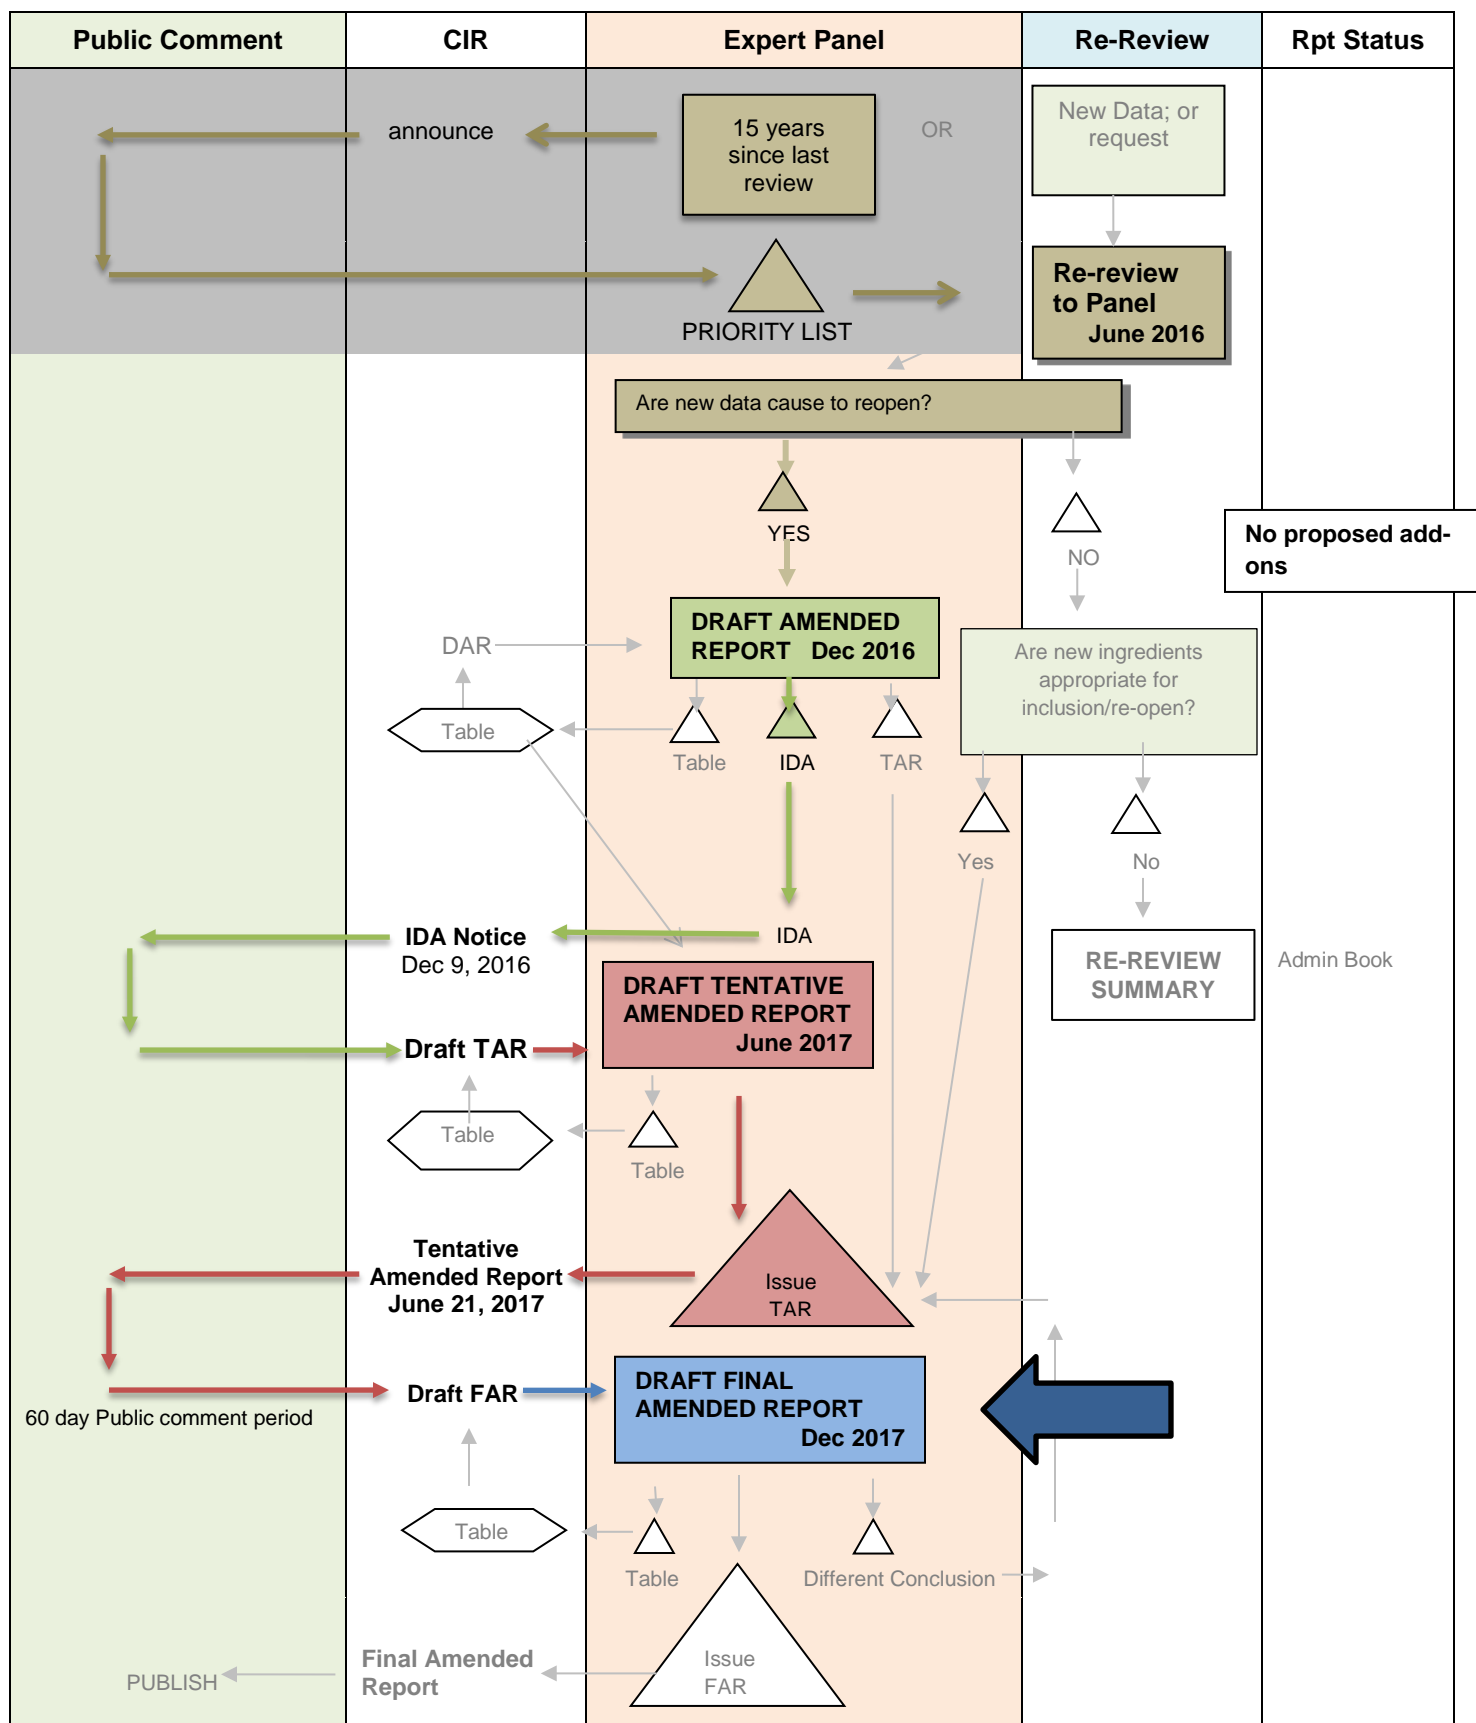 Public Comment
CIR
Expert Panel
Re-Review
Rpt Status
announce
15 years
since last
review
OR
New Data; or
request
PRIORITY LIST
Re-review
to Panel
June 2016
Are new data cause to reopen?
YES
NO
No proposed add-
ons
DAR
DRAFT AMENDED
REPORT Dec 2016
Are new ingredients
appropriate for
inclusion/re-open?
Table
Table
IDA
TAR
Yes
No
IDA Notice
Dec 9, 2016
IDA
RE-REVIEW
SUMMARY
Admin Book
DRAFT TENTATIVE
AMENDED REPORT
June 2017
Draft TAR
Table
Table
Tentative
Amended Report
June 21, 2017
Issue
TAR
Draft FAR
DRAFT FINAL
AMENDED REPORT
Dec 2017
60 day Public comment period
Table
Table
Different Conclusion
PUBLISH
Final Amended
Report
Issue
FAR